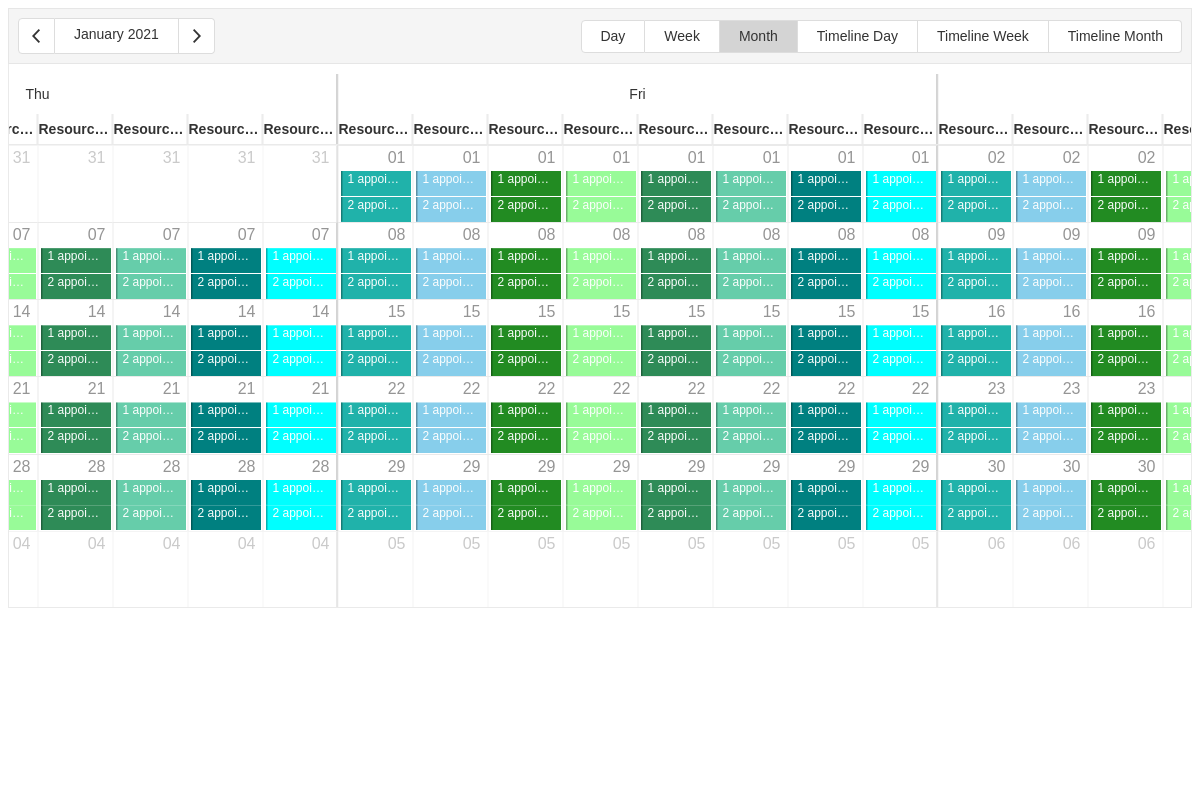 January 2021 Day Week Month Timeline Day Timeline Week Timeline Month
Thu Fri
rc… Resourc… Resourc… Resourc… Resourc… Resourc… Resourc… Resourc… Resourc… Resourc… Resourc… Resourc… Resourc… Resourc… Resourc… Resourc… Reso
31 31 31 31 31 01 01 01 01 01 01 01 01 02 02 02
1 appoi… 1 appoi… 1 appoi… 1 appoi… 1 appoi… 1 appoi… 1 appoi… 1 appoi… 1 appoi… 1 appoi… 1 appoi… 1 a
2 appoi… 2 appoi… 2 appoi… 2 appoi… 2 appoi… 2 appoi… 2 appoi… 2 appoi… 2 appoi… 2 appoi… 2 appoi… 2 a
07 07 07 07 07 08 08 08 08 08 08 08 08 09 09 09
i… 1 appoi… 1 appoi… 1 appoi… 1 appoi… 1 appoi… 1 appoi… 1 appoi… 1 appoi… 1 appoi… 1 appoi… 1 appoi… 1 appoi… 1 appoi… 1 appoi… 1 appoi… 1 a
i… 2 appoi… 2 appoi… 2 appoi… 2 appoi… 2 appoi… 2 appoi… 2 appoi… 2 appoi… 2 appoi… 2 appoi… 2 appoi… 2 appoi… 2 appoi… 2 appoi… 2 appoi… 2 a
14 14 14 14 14 15 15 15 15 15 15 15 15 16 16 16
i… 1 appoi… 1 appoi… 1 appoi… 1 appoi… 1 appoi… 1 appoi… 1 appoi… 1 appoi… 1 appoi… 1 appoi… 1 appoi… 1 appoi… 1 appoi… 1 appoi… 1 appoi… 1 a
i… 2 appoi… 2 appoi… 2 appoi… 2 appoi… 2 appoi… 2 appoi… 2 appoi… 2 appoi… 2 appoi… 2 appoi… 2 appoi… 2 appoi… 2 appoi… 2 appoi… 2 appoi… 2 a
21 21 21 21 21 22 22 22 22 22 22 22 22 23 23 23
i… 1 appoi… 1 appoi… 1 appoi… 1 appoi… 1 appoi… 1 appoi… 1 appoi… 1 appoi… 1 appoi… 1 appoi… 1 appoi… 1 appoi… 1 appoi… 1 appoi… 1 appoi… 1 a
i… 2 appoi… 2 appoi… 2 appoi… 2 appoi… 2 appoi… 2 appoi… 2 appoi… 2 appoi… 2 appoi… 2 appoi… 2 appoi… 2 appoi… 2 appoi… 2 appoi… 2 appoi… 2 a
28 28 28 28 28 29 29 29 29 29 29 29 29 30 30 30
i… 1 appoi… 1 appoi… 1 appoi… 1 appoi… 1 appoi… 1 appoi… 1 appoi… 1 appoi… 1 appoi… 1 appoi… 1 appoi… 1 appoi… 1 appoi… 1 appoi… 1 appoi… 1 a
i… 2 appoi… 2 appoi… 2 appoi… 2 appoi… 2 appoi… 2 appoi… 2 appoi… 2 appoi… 2 appoi… 2 appoi… 2 appoi… 2 appoi… 2 appoi… 2 appoi… 2 appoi… 2 a
04 04 04 04 04 05 05 05 05 05 05 05 05 06 06 06